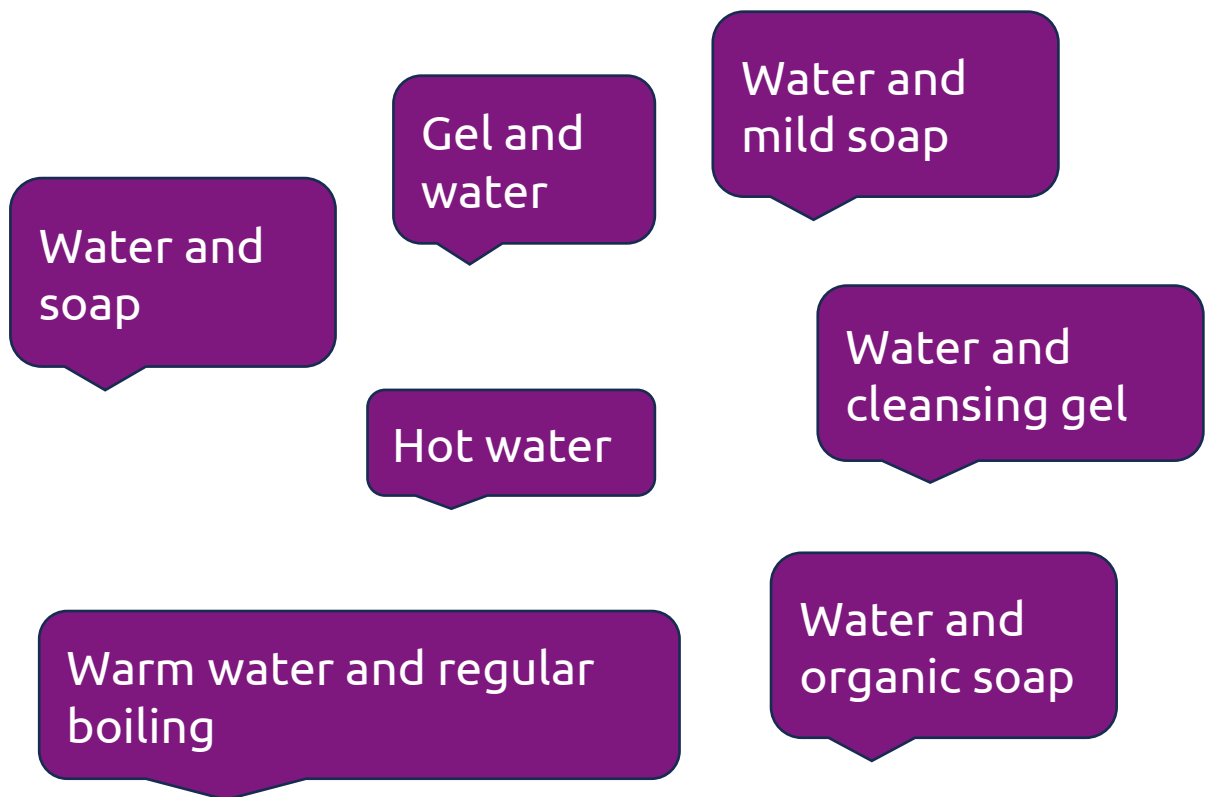 Water and
mild soap
Gel and
water
Water and
soap
Water and
cleansing gel
Hot water
Water and
organic soap
Warm water and regular
boiling